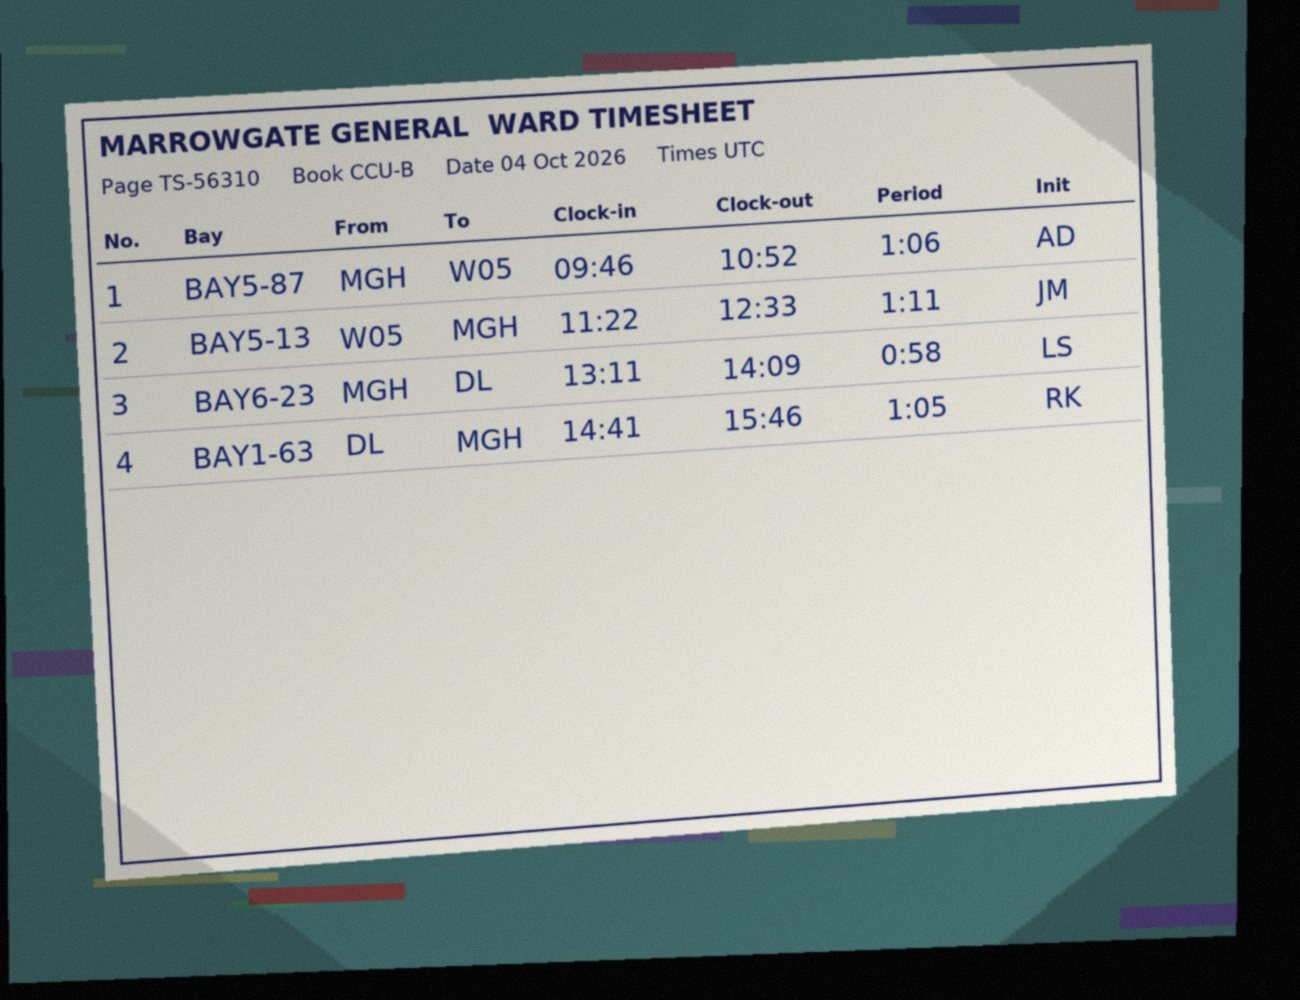 MARROWGATE GENERAL WARD TIMESHEET
Page TS-56310 Book CCU-B Date 04 Oct 2026 Times UTC
No. Bay From To Clock-in Clock-out Period Init
1 BAY5-87 MGH W05 09:46 10:52 1:06 AD
2 BAY5-13 W05 MGH 11:22 12:33 1:11 JM
3 BAY6-23 MGH DL 13:11 14:09 0:58 LS
4 BAY1-63 DL MGH 14:41 15:46 1:05 RK